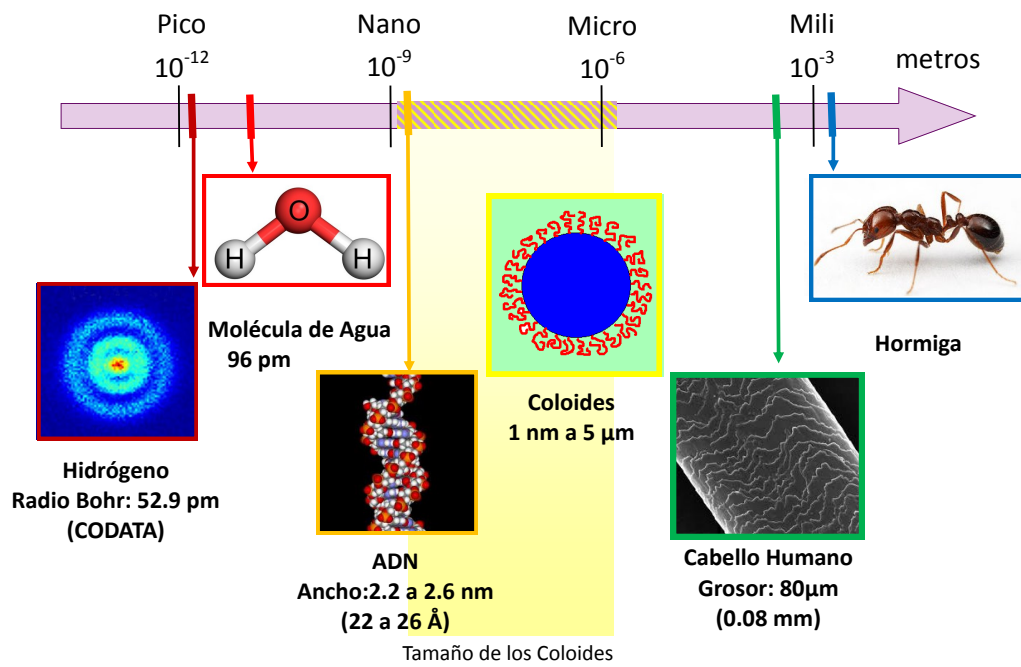 Pico
Nano
Micro
Mili
10-12
10-9
10-6
10-3
metros
O
H
H
Molécula de Agua
96 pm
Hormiga
Coloides
1 nm a 5 µm
Hidrógeno
Radio Bohr: 52.9 pm
(CODATA)
ADN
Ancho:2.2 a 2.6 nm
(22 a 26 Å)
Cabello Humano
Grosor: 80µm
(0.08 mm)
Tamaño de los Coloides